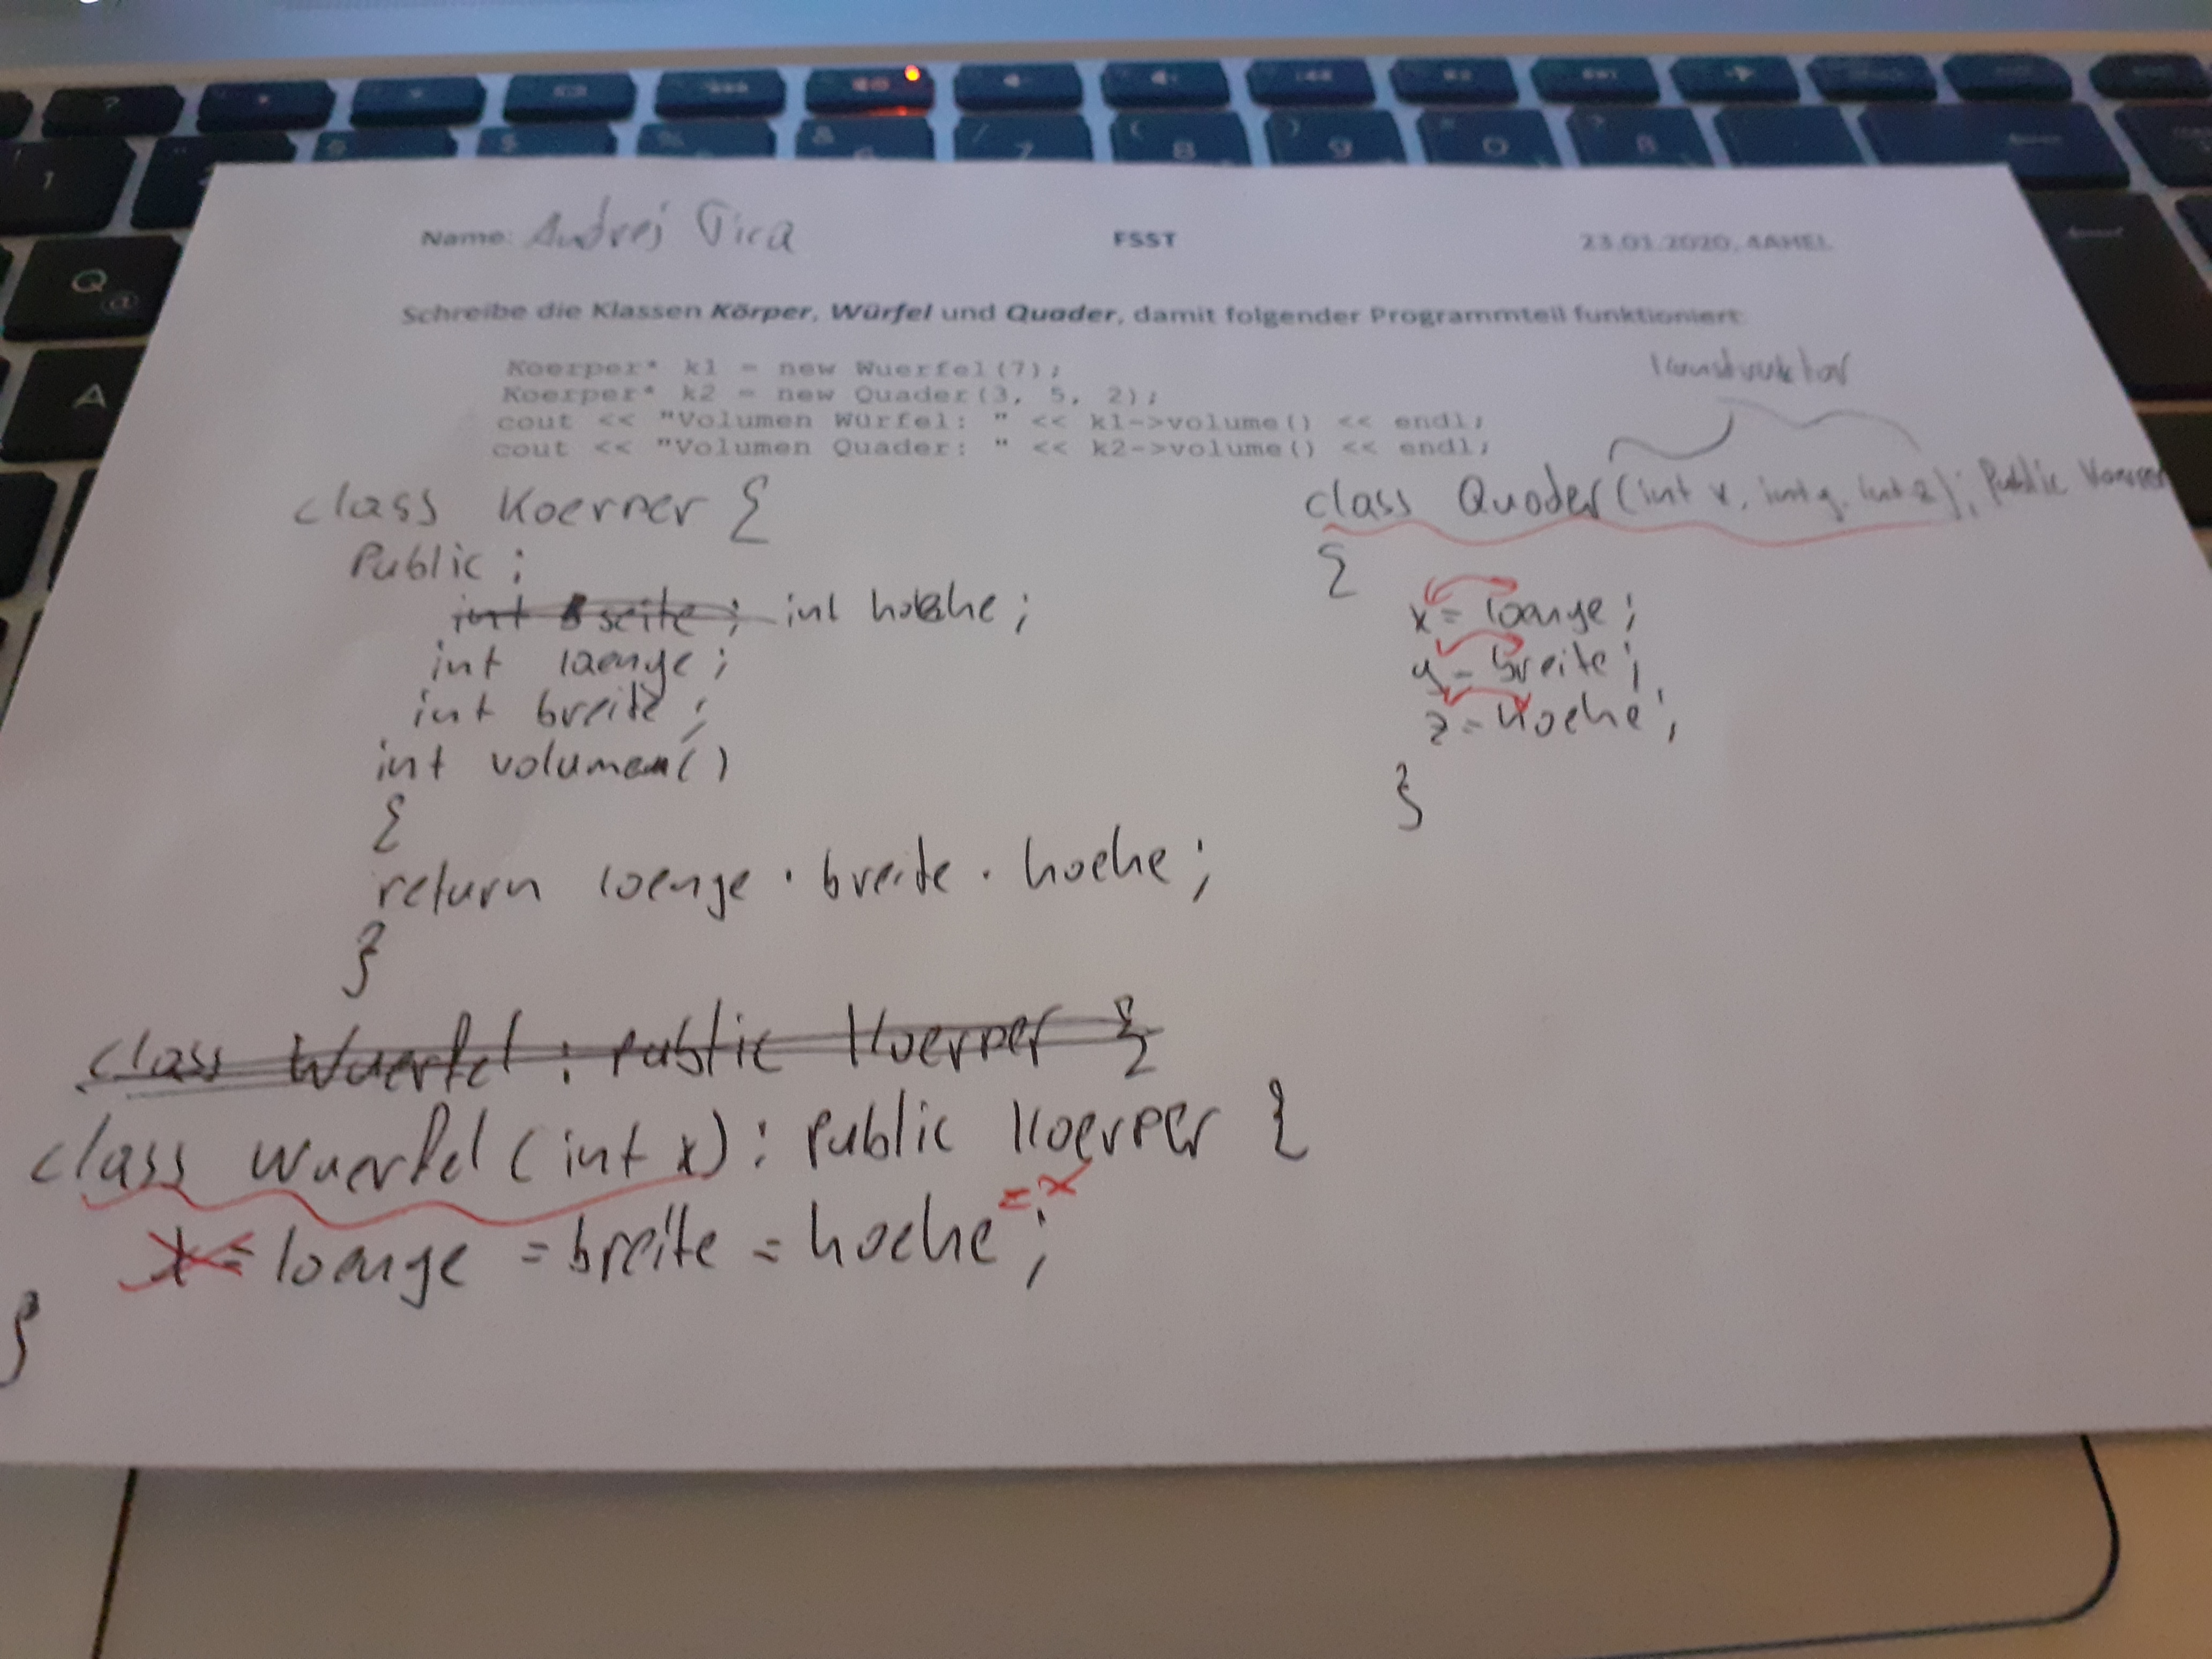 Name: Andrej FSST 23.01.2020, 4AHEL
Schreibe die Klassen Körper, Würfel und Quader, damit folgender Programmteil funktioniert:
Koerper* k1 = new Wuerfel(7);
Koerper* k2 = new Quader(3, 5, 2);
cout << "Volumen Würfel: " << k1->volume() << endl;
cout << "Volumen Quader: " << k2->volume() << endl;
Konstruktor
class Koerper {
Public :
int seite ; int hoehe ;
int laenge ;
int breite ;
int volumen()
{
return laenge · breite · hoehe ;
}
class Wuerfel : public Koerper {
class Wuerfel (int x) : public Koerper {
x = laenge = breite = hoehe = x ;
}
class Quader (int x, int y, int z) : Public Koerper
{
x = laenge ;
y = breite ;
z = hoehe ;
}